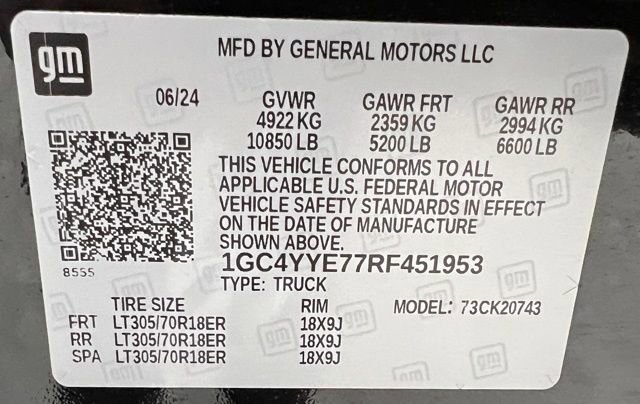 gm
MFD BY GENERAL MOTORS LLC
06/24 GVWR GAWR FRT GAWR RR
4922 KG 2359 KG 2994 KG
10850 LB 5200 LB 6600 LB
THIS VEHICLE CONFORMS TO ALL
APPLICABLE U.S. FEDERAL MOTOR
VEHICLE SAFETY STANDARDS IN EFFECT
ON THE DATE OF MANUFACTURE
SHOWN ABOVE.
8555
1GC4YYE77RF451953
TYPE: TRUCK
TIRE SIZE RIM MODEL: 73CK20743
FRT LT305/70R18ER 18X9J
RR LT305/70R18ER 18X9J
SPA LT305/70R18ER 18X9J